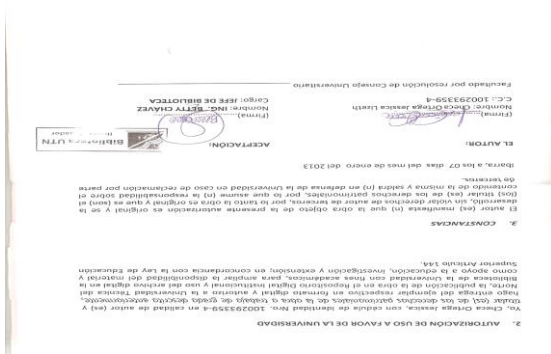 2. AUTORIZACIÓN DE USO A FAVOR DE LA UNIVERSIDAD
Yo, Checa Ortega Jessica, con cédula de identidad Nro. 100293359-4 en calidad de autor (es) y
titular (es) de los derechos patrimoniales de la obra o trabajo de grado descrito anteriormente,
hago entrega del ejemplar respectivo en formato digital y autorizo a la Universidad Técnica del
Norte, la publicación de la obra en el Repositorio Digital Institucional y uso del archivo digital en la
Biblioteca de la Universidad con fines académicos, para ampliar la disponibilidad del material y
como apoyo a la educación, investigación y extensión; en concordancia con la Ley de Educación
Superior Artículo 144.
3. CONSTANCIAS
El autor (es) manifiesta (n) que la obra objeto de la presente autorización es original y se la
desarrolló, sin violar derechos de autor de terceros, por lo tanto la obra es original y que es (son) el
(los) titular (es) de los derechos patrimoniales, por lo que asume (n) la responsabilidad sobre el
contenido de la misma y saldrá (n) en defensa de la Universidad en caso de reclamación por parte
de terceros.
Ibarra, a los 07 días del mes de enero del 2013
EL AUTOR:
ACEPTACIÓN:
Biblioteca UTN
(Firma)
Nombre: Checa Ortega Jessica Lizeth
C.C.: 100293359-4
(Firma)
Nombre: ING. BETTY CHÁVEZ
Cargo: JEFE DE BIBLIOTECA
Facultado por resolución de Consejo Universitario